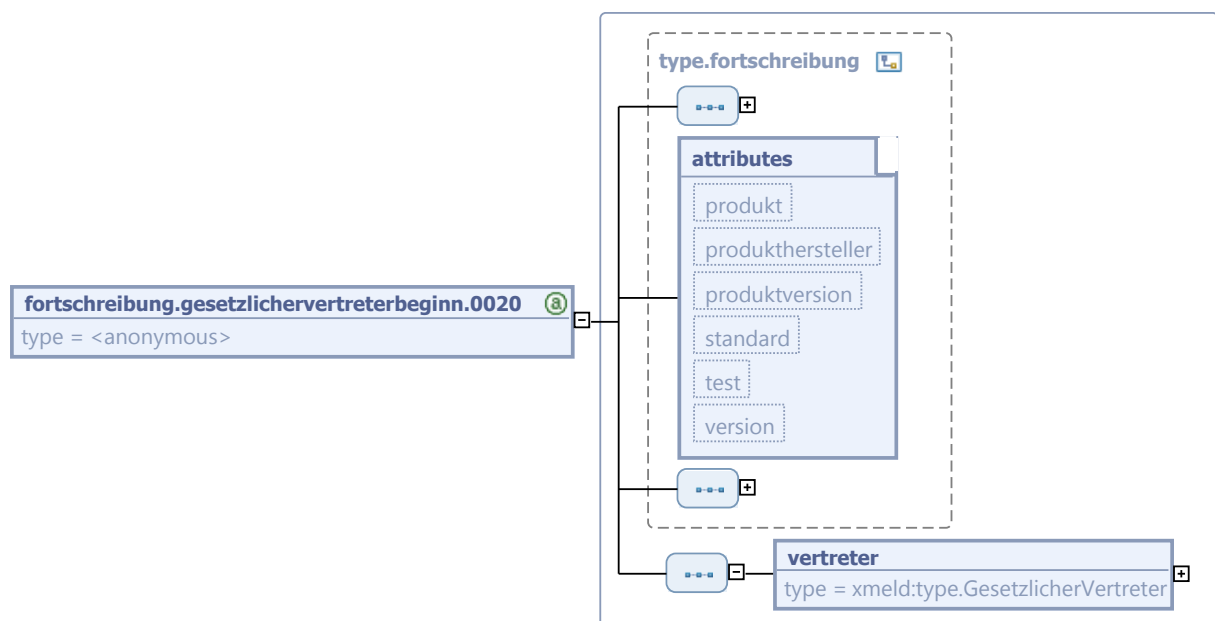 type.fortschreibung
attributes
produkt
produkthersteller
produktversion
standard
test
version
fortschreibung.gesetzlichervertreterbeginn.0020
type = <anonymous>
vertreter
type = xmeld:type.GesetzlicherVertreter